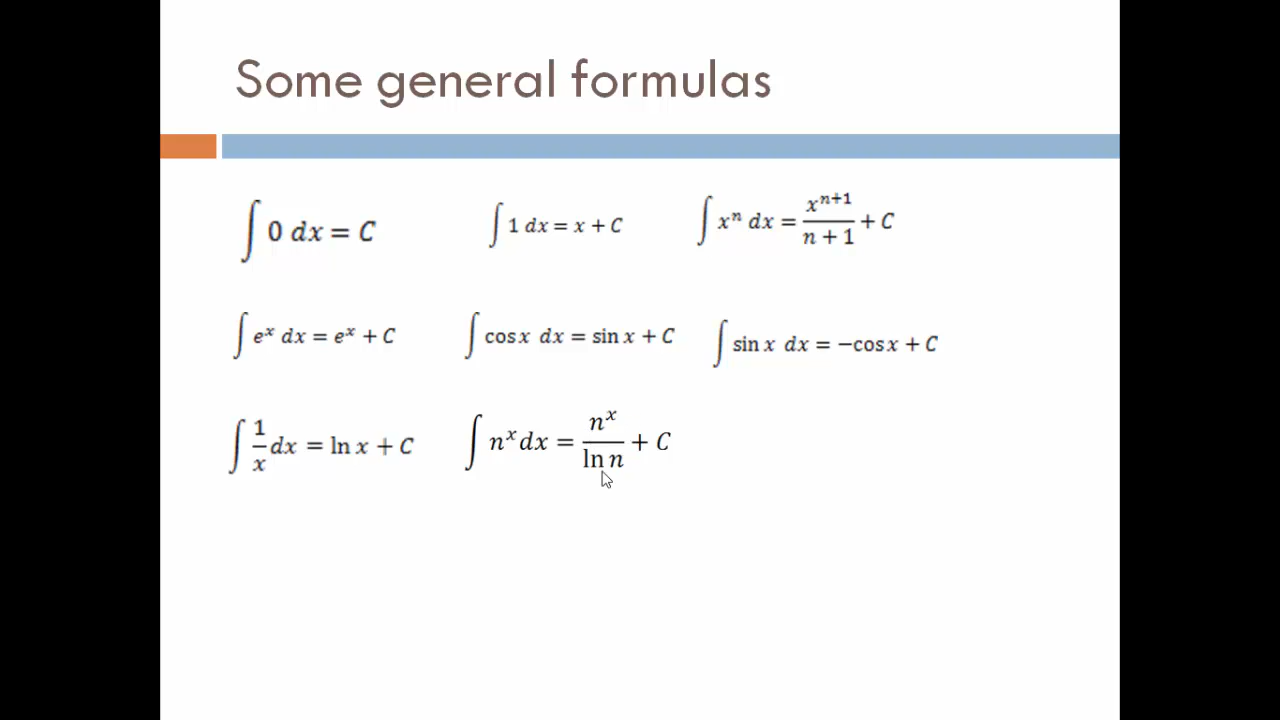 Some general formulas
∫ 0 dx = C
∫ 1 dx = x + C
∫ xⁿ dx = xⁿ⁺¹/(n + 1) + C
∫ eˣ dx = eˣ + C
∫ cos x dx = sin x + C
∫ sin x dx = −cos x + C
∫ 1/x dx = ln x + C
∫ nˣ dx = nˣ/ln n + C